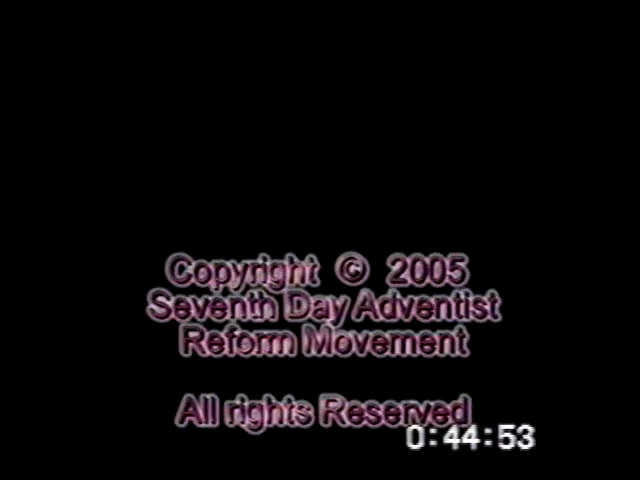 Copyright © 2005
Seventh Day Adventist
Reform Movement
All rights Reserved
0:44:53